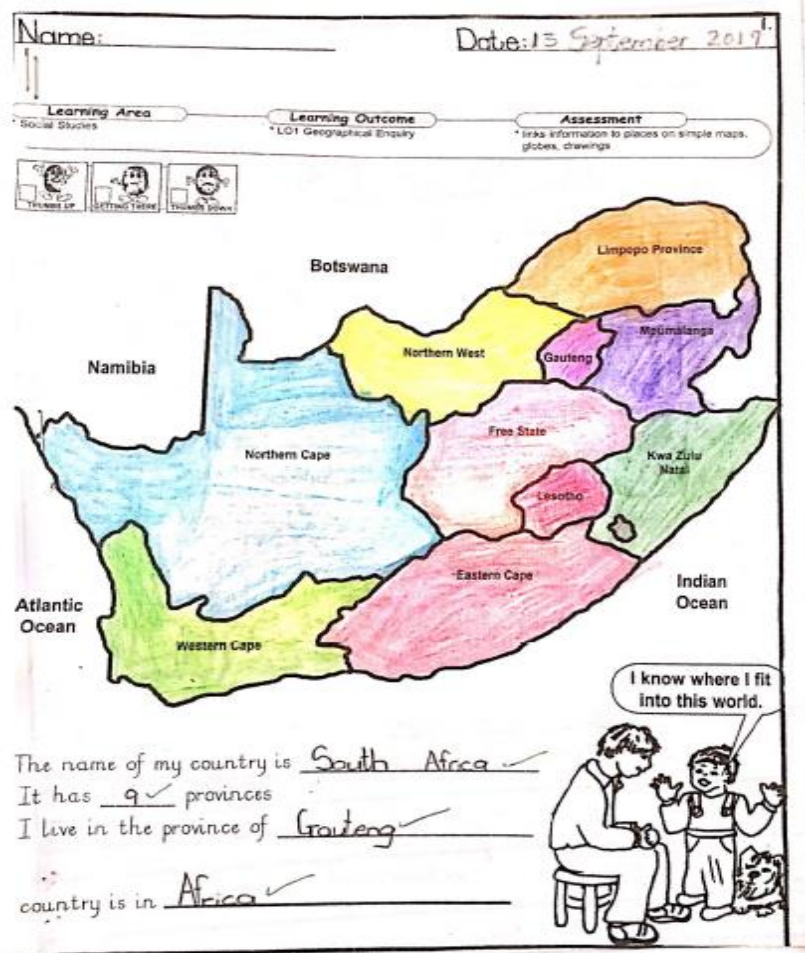 1.
Name: Date: 13 September 2019
Learning Area Learning Outcome Assessment
* Social Studies * LO1 Geographical Enquiry * links information to places on simple maps,
globes, drawings
THUMBS UP GETTING THERE THUMBS DOWN
Limpopo Province
Botswana
Mpumalanga
Northern West Gauteng
Namibia
Free State
Northern Cape Kwa Zulu
Natal
Lesotho
Eastern Cape
Indian
Ocean
Atlantic
Ocean
Western Cape
I know where I fit
into this world.
The name of my country is South Africa
It has 9 provinces
I live in the province of Gauteng
country is in Africa